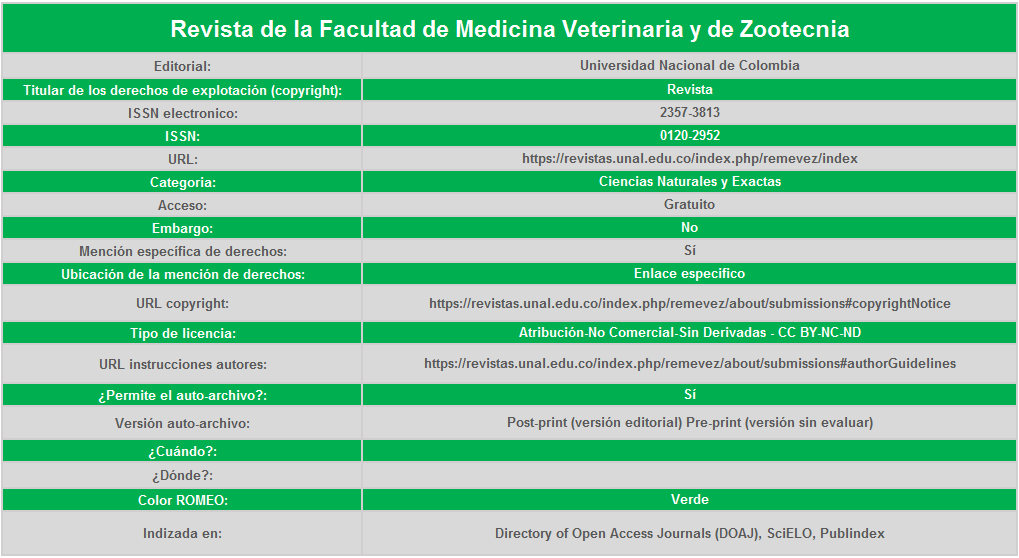 Revista de la Facultad de Medicina Veterinaria y de Zootecnia
Editorial: Universidad Nacional de Colombia
Titular de los derechos de explotación (copyright): Revista
ISSN electronico: 2357-3813
ISSN: 0120-2952
URL: https://revistas.unal.edu.co/index.php/remevez/index
Categoria: Ciencias Naturales y Exactas
Acceso: Gratuito
Embargo: No
Mención específica de derechos: Sí
Ubicación de la mención de derechos: Enlace especifico
URL copyright: https://revistas.unal.edu.co/index.php/remevez/about/submissions#copyrightNotice
Tipo de licencia: Atribución-No Comercial-Sin Derivadas - CC BY-NC-ND
URL instrucciones autores: https://revistas.unal.edu.co/index.php/remevez/about/submissions#authorGuidelines
¿Permite el auto-archivo?: Sí
Versión auto-archivo: Post-print (versión editorial) Pre-print (versión sin evaluar)
¿Cuándo?:
¿Dónde?:
Color ROMEO: Verde
Indizada en: Directory of Open Access Journals (DOAJ), SciELO, Publindex